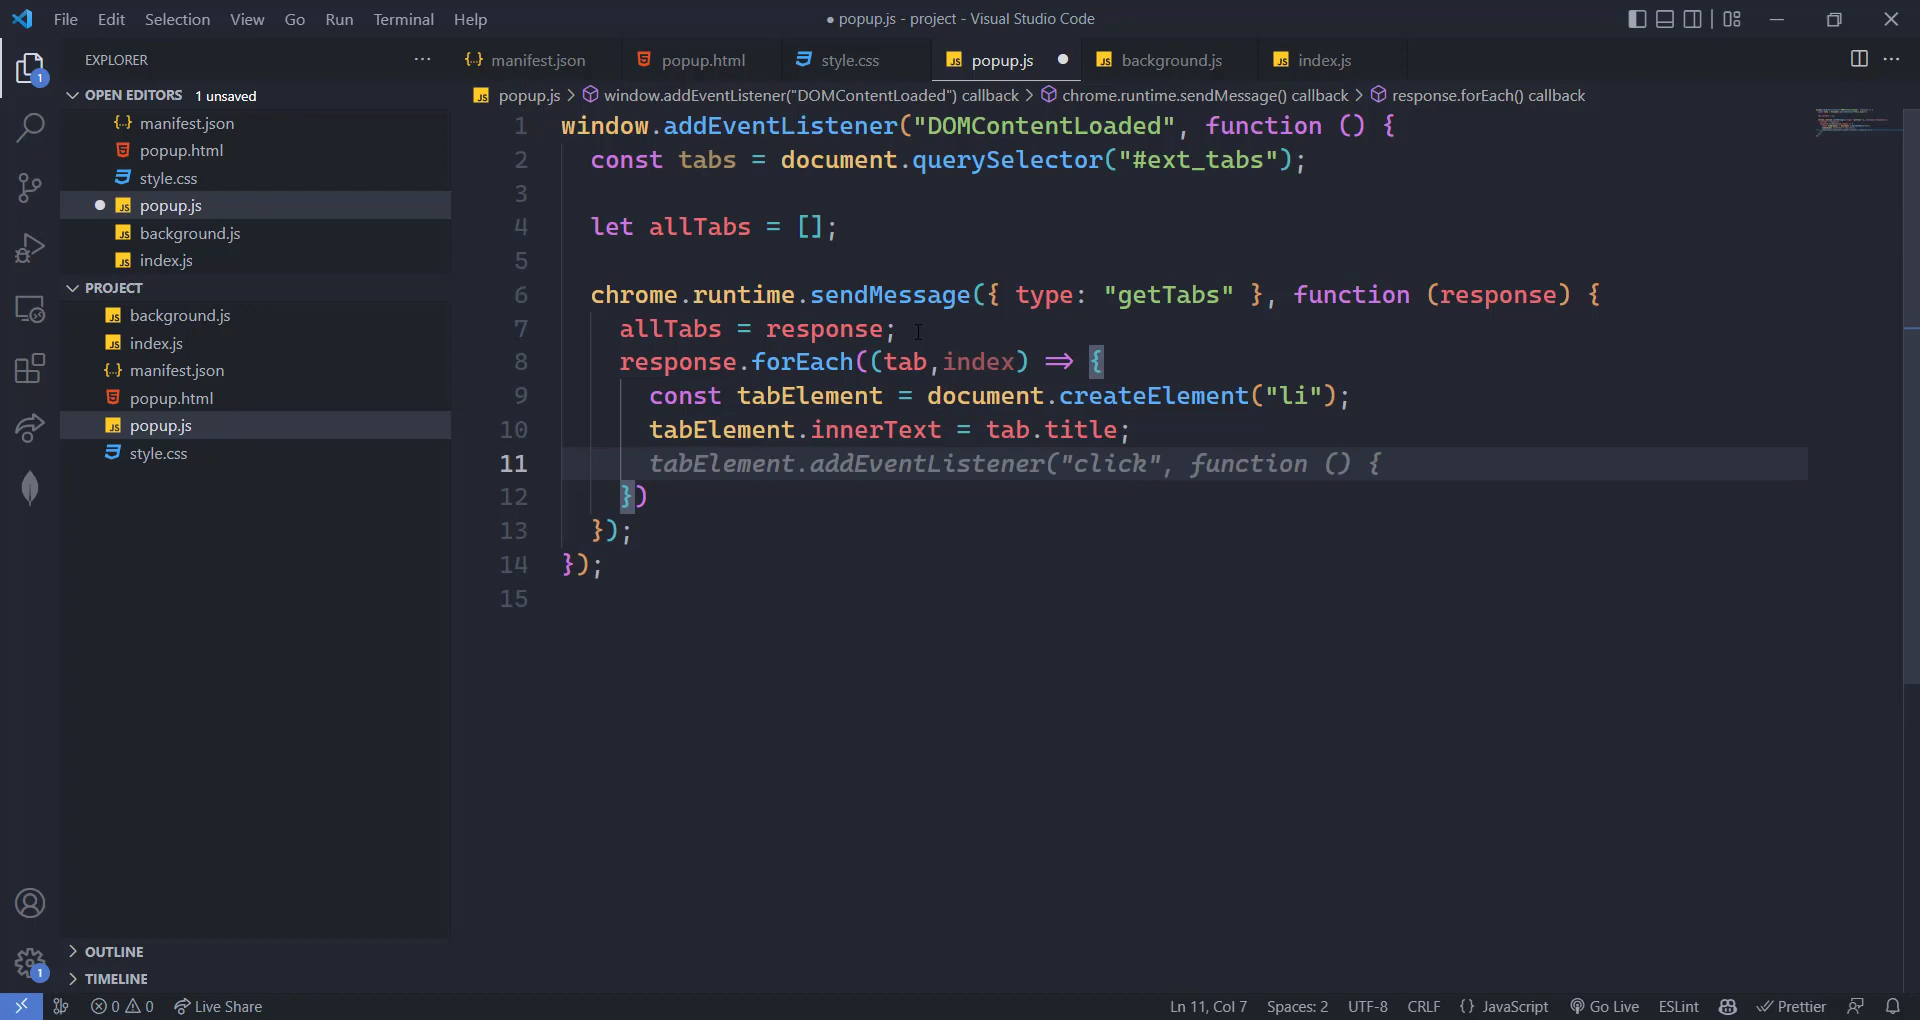 File Edit Selection View Go Run Terminal Help
● popup.js - project - Visual Studio Code
EXPLORER
manifest.json popup.html style.css popup.js background.js index.js
OPEN EDITORS 1 unsaved
manifest.json
popup.html
style.css
popup.js
background.js
index.js
PROJECT
background.js
index.js
manifest.json
popup.html
popup.js
style.css
OUTLINE
TIMELINE
1
1
popup.js > window.addEventListener("DOMContentLoaded") callback > chrome.runtime.sendMessage() callback > response.forEach() callback
1 window.addEventListener("DOMContentLoaded", function () {
2 const tabs = document.querySelector("#ext_tabs");
3
4 let allTabs = [];
5
6 chrome.runtime.sendMessage({ type: "getTabs" }, function (response) {
7 allTabs = response;
8 response.forEach((tab,index) => {
9 const tabElement = document.createElement("li");
10 tabElement.innerText = tab.title;
11 tabElement.addEventListener("click", function () {
12 })
13 });
14 });
15
0 0 Live Share Ln 11, Col 7 Spaces: 2 UTF-8 CRLF {} JavaScript Go Live ESLint Prettier